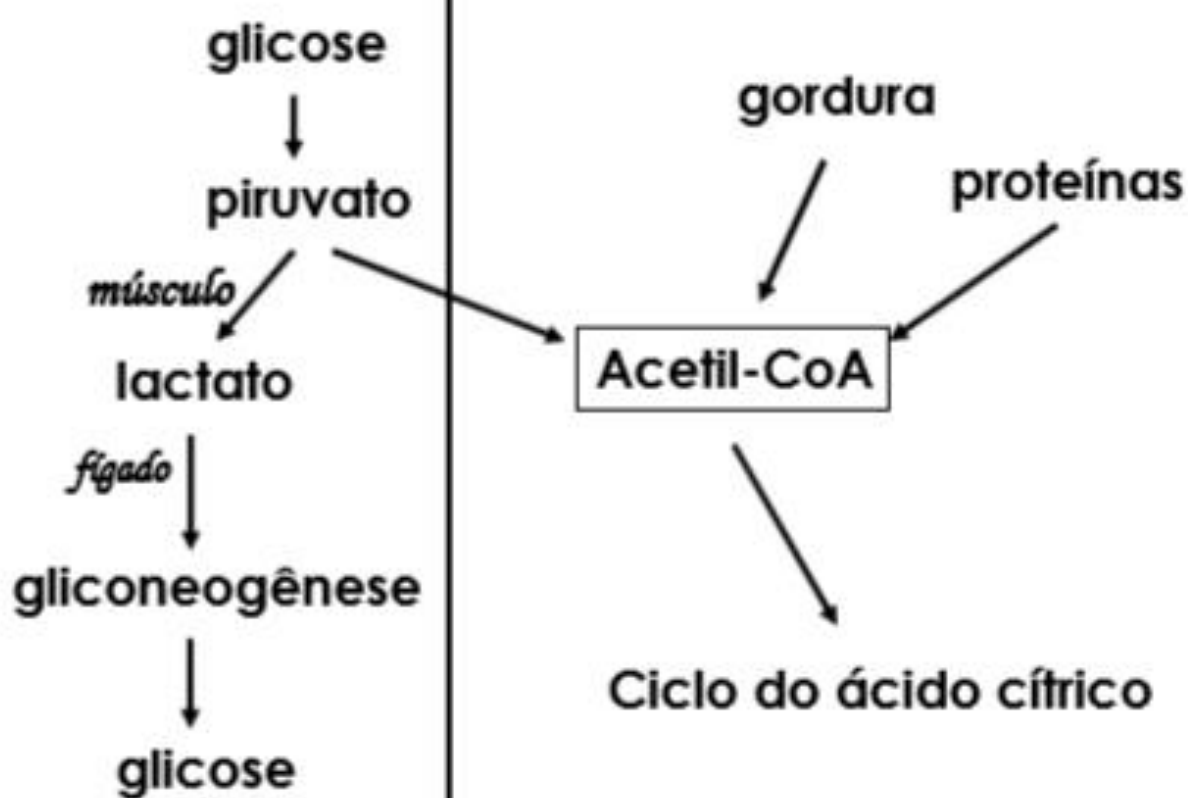 glicose
piruvato
músculo
lactato
fígado
gliconeogênese
glicose
gordura
proteínas
Acetil-CoA
Ciclo do ácido cítrico